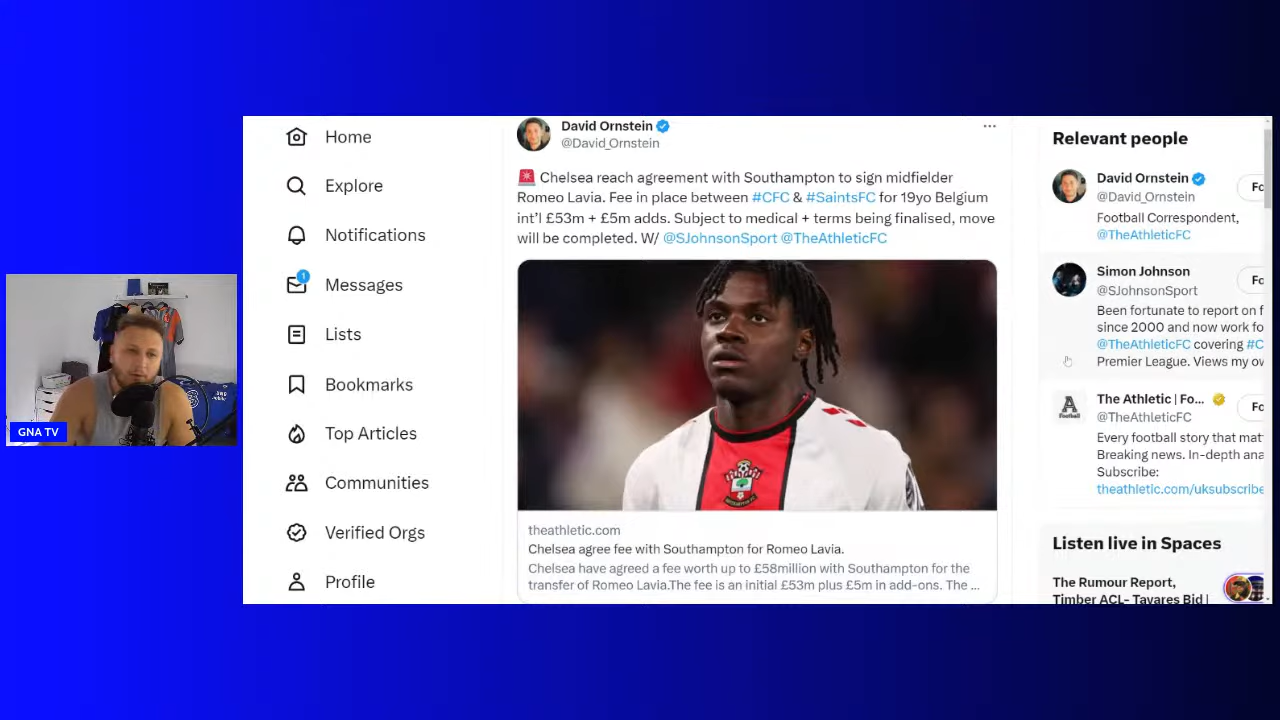 Home
Explore
Notifications
1
Messages
Lists
Bookmarks
Top Articles
Communities
Verified Orgs
Profile
GNA TV
David Ornstein
@David_Ornstein
🚨 Chelsea reach agreement with Southampton to sign midfielder
Romeo Lavia. Fee in place between #CFC & #SaintsFC for 19yo Belgium
int'l £53m + £5m adds. Subject to medical + terms being finalised, move
will be completed. W/ @SJohnsonSport @TheAthleticFC
theathletic.com
Chelsea agree fee with Southampton for Romeo Lavia.
Chelsea have agreed a fee worth up to £58million with Southampton for the
transfer of Romeo Lavia.The fee is an initial £53m plus £5m in add-ons. The ...
Relevant people
David Ornstein
Fo
@David_Ornstein
Football Correspondent,
@TheAthleticFC
Simon Johnson
Fo
@SJohnsonSport
Been fortunate to report on f
since 2000 and now work fo
@TheAthleticFC covering #C
Premier League. Views my ow
The Athletic | Fo...
Fo
@TheAthleticFC
Every football story that mat
Breaking news. In-depth ana
Subscribe:
theathletic.com/uksubscribe
Listen live in Spaces
The Rumour Report,
Timber ACL- Tavares Bid |